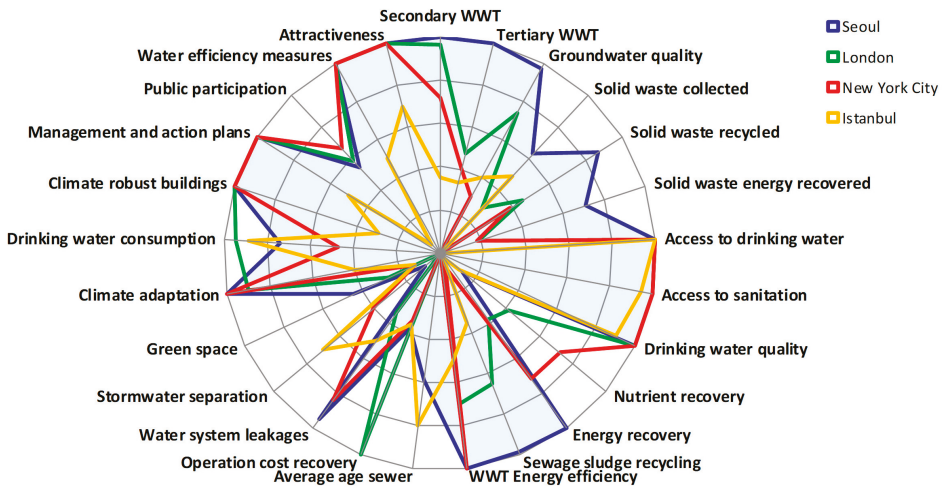 Secondary WWT
Attractiveness
Tertiary WWT
Water efficiency measures
Groundwater quality
Public participation
Solid waste collected
Management and action plans
Solid waste recycled
Climate robust buildings
Solid waste energy recovered
Drinking water consumption
Access to drinking water
Climate adaptation
Access to sanitation
Green space
Drinking water quality
Stormwater separation
Nutrient recovery
Water system leakages
Energy recovery
Operation cost recovery
Sewage sludge recycling
Average age sewer
WWT Energy efficiency
Seoul
London
New York City
Istanbul